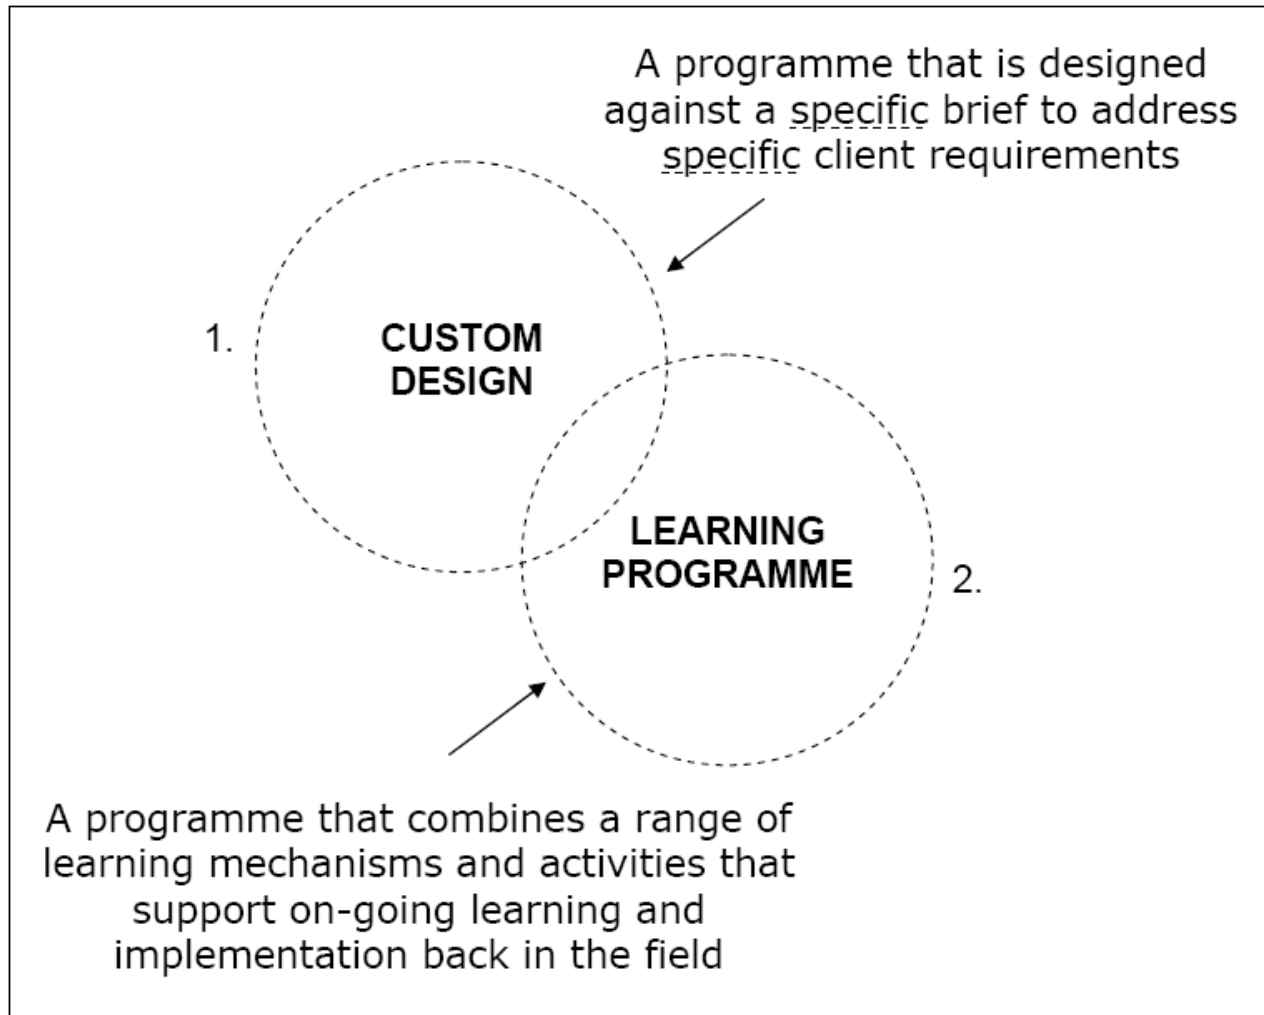 A programme that is designed
against a specific brief to address
specific client requirements
1.
CUSTOM
DESIGN
LEARNING
PROGRAMME
2.
A programme that combines a range of
learning mechanisms and activities that
support on-going learning and
implementation back in the field